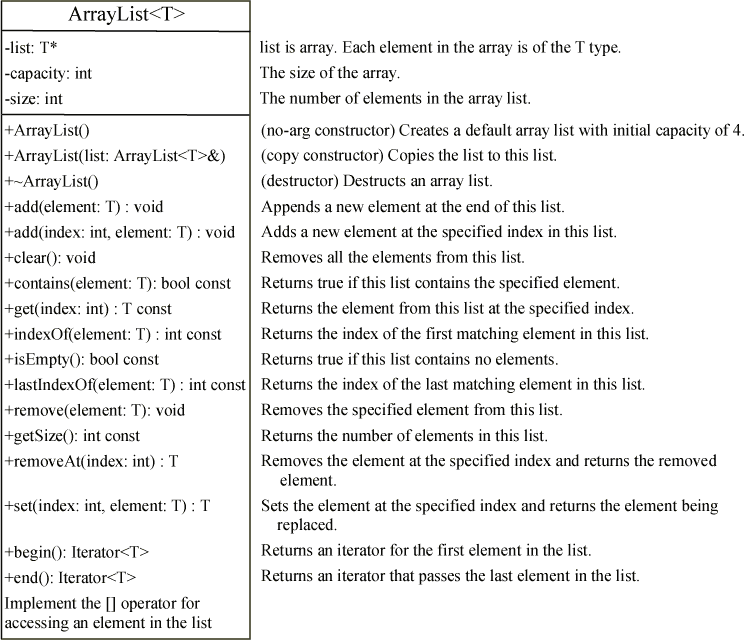 ArrayList<T>
-list: T* list is array. Each element in the array is of the T type.
-capacity: int The size of the array.
-size: int The number of elements in the array list.
+ArrayList() (no-arg constructor) Creates a default array list with initial capacity of 4.
+ArrayList(list: ArrayList<T>&) (copy constructor) Copies the list to this list.
+~ArrayList() (destructor) Destructs an array list.
+add(element: T) : void Appends a new element at the end of this list.
+add(index: int, element: T) : void Adds a new element at the specified index in this list.
+clear(): void Removes all the elements from this list.
+contains(element: T): bool const Returns true if this list contains the specified element.
+get(index: int) : T const Returns the element from this list at the specified index.
+indexOf(element: T) : int const Returns the index of the first matching element in this list.
+isEmpty(): bool const Returns true if this list contains no elements.
+lastIndexOf(element: T) : int const Returns the index of the last matching element in this list.
+remove(element: T): void Removes the specified element from this list.
+getSize(): int const Returns the number of elements in this list.
+removeAt(index: int) : T Removes the element at the specified index and returns the removed
element.
+set(index: int, element: T) : T Sets the element at the specified index and returns the element being
replaced.
+begin(): Iterator<T> Returns an iterator for the first element in the list.
+end(): Iterator<T> Returns an iterator that passes the last element in the list.
Implement the [] operator for
accessing an element in the list